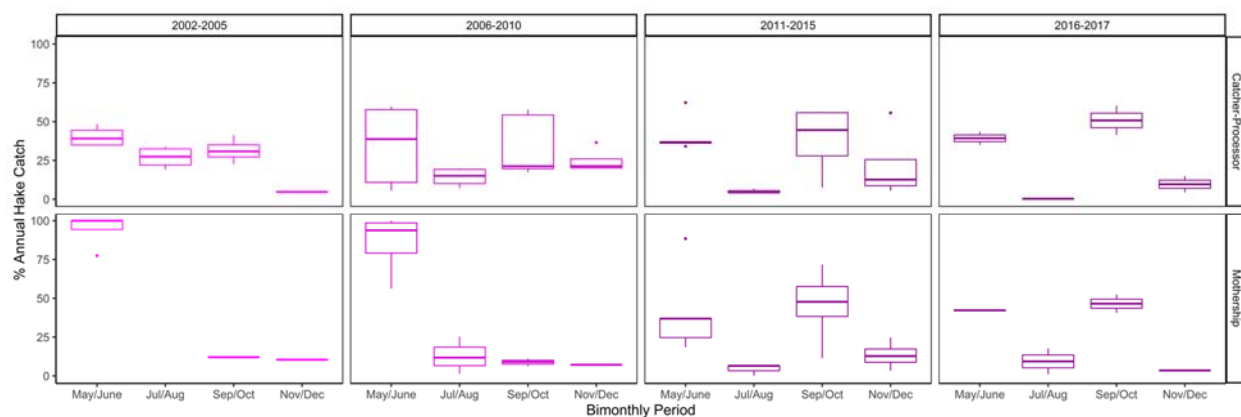 2002-2005 2006-2010 2011-2015 2016-2017
100
75
50
25
0
Catcher-Processor
% Annual Hake Catch
100
75
50
25
0
Mothership
May/June Jul/Aug Sep/Oct Nov/Dec May/June Jul/Aug Sep/Oct Nov/Dec May/June Jul/Aug Sep/Oct Nov/Dec May/June Jul/Aug Sep/Oct Nov/Dec
Bimonthly Period